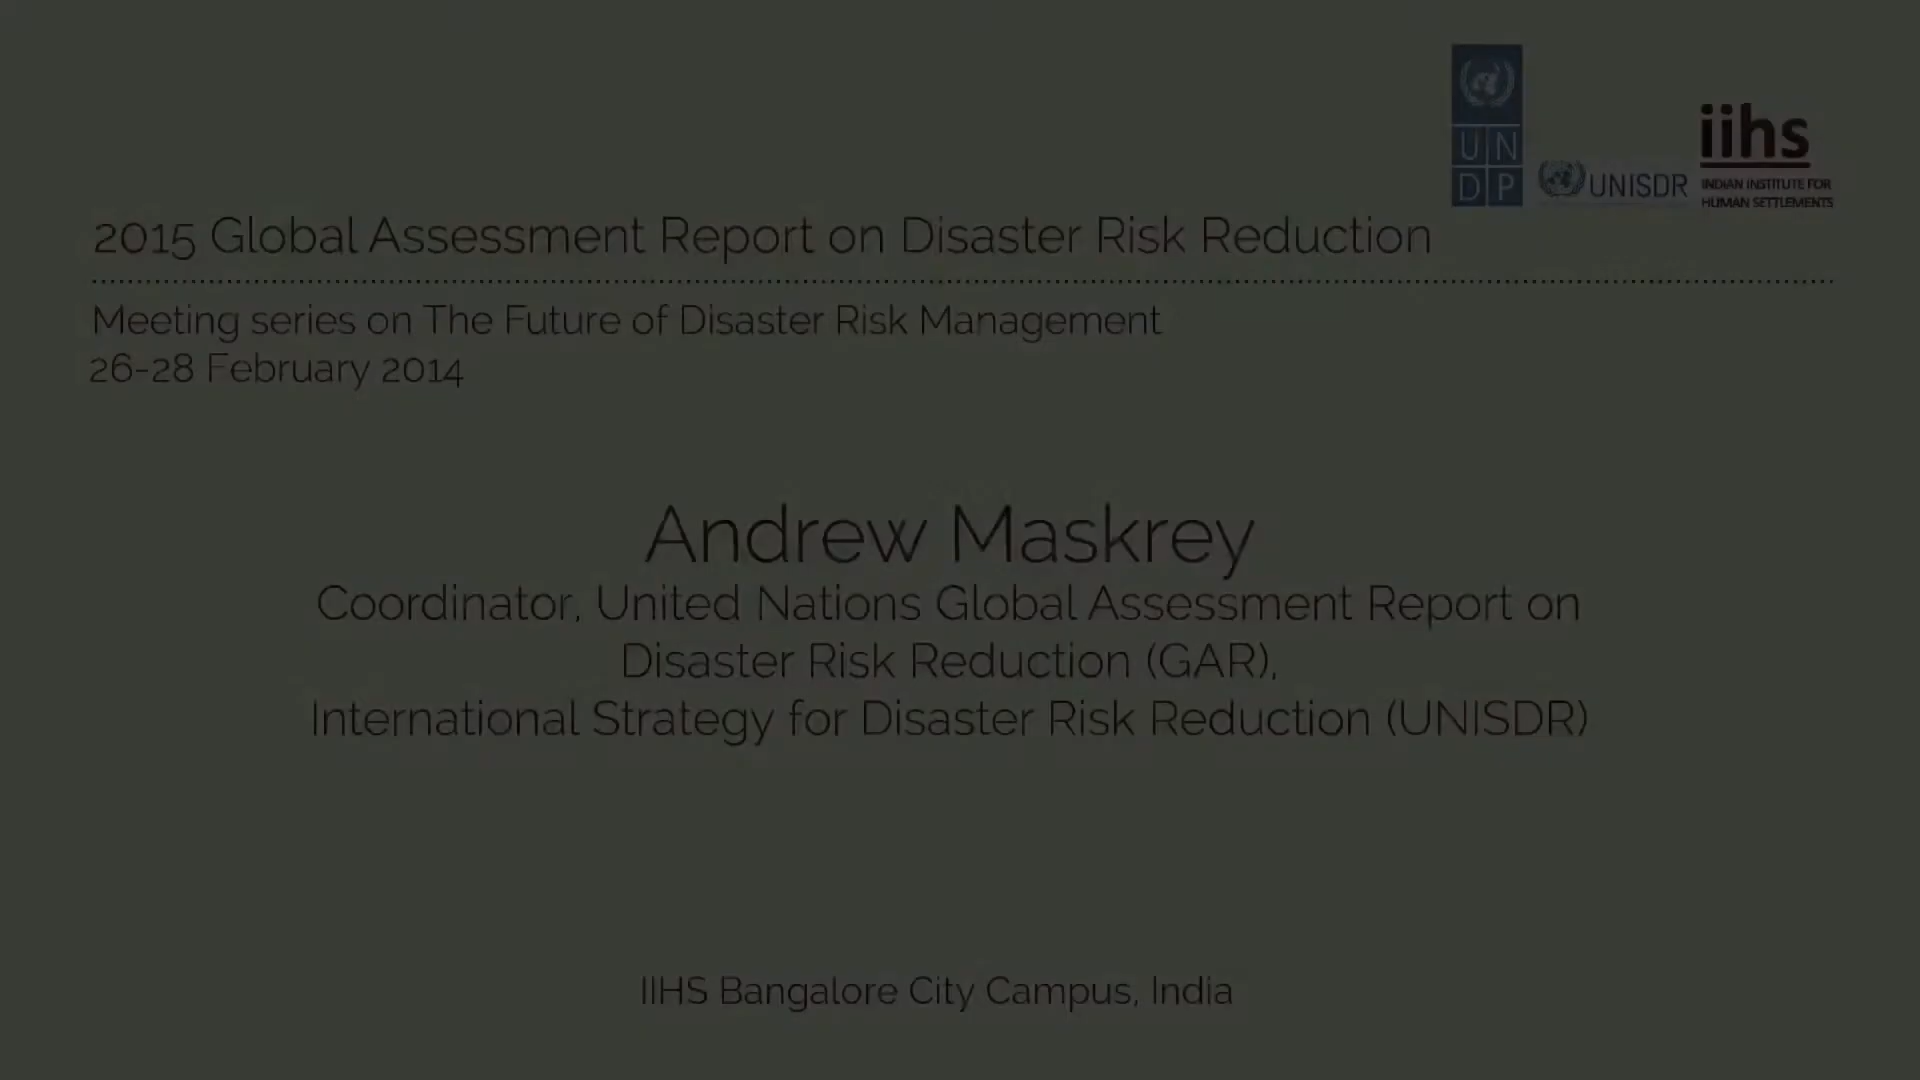 UN
DP
UNISDR
iihs
INDIAN INSTITUTE FOR
HUMAN SETTLEMENTS
2015 Global Assessment Report on Disaster Risk Reduction
Meeting series on The Future of Disaster Risk Management
26-28 February 2014
Andrew Maskrey
Coordinator, United Nations Global Assessment Report on
Disaster Risk Reduction (GAR),
International Strategy for Disaster Risk Reduction (UNISDR)
IIHS Bangalore City Campus, India